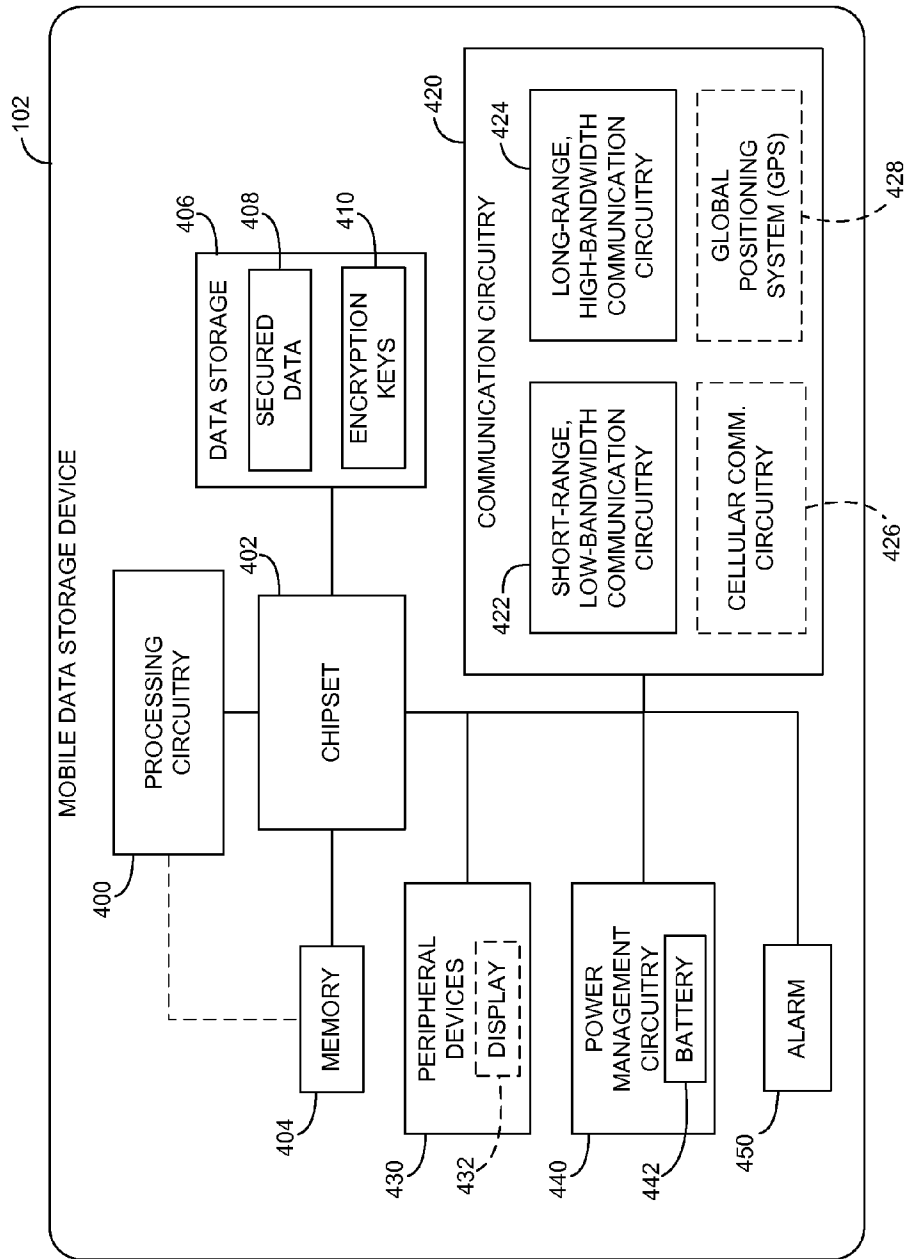 102
MOBILE DATA STORAGE DEVICE
400
PROCESSING
CIRCUITRY
404
MEMORY
402
CHIPSET
406
DATA STORAGE
408
SECURED
DATA
410
ENCRYPTION
KEYS
430
PERIPHERAL
DEVICES
DISPLAY
432
440
POWER
MANAGEMENT
CIRCUITRY
BATTERY
442
450
ALARM
420
COMMUNICATION CIRCUITRY
422
SHORT-RANGE,
LOW-BANDWIDTH
COMMUNICATION
CIRCUITRY
424
LONG-RANGE,
HIGH-BANDWIDTH
COMMUNICATION
CIRCUITRY
CELLULAR COMM.
CIRCUITRY
426
GLOBAL
POSITIONING
SYSTEM (GPS)
428